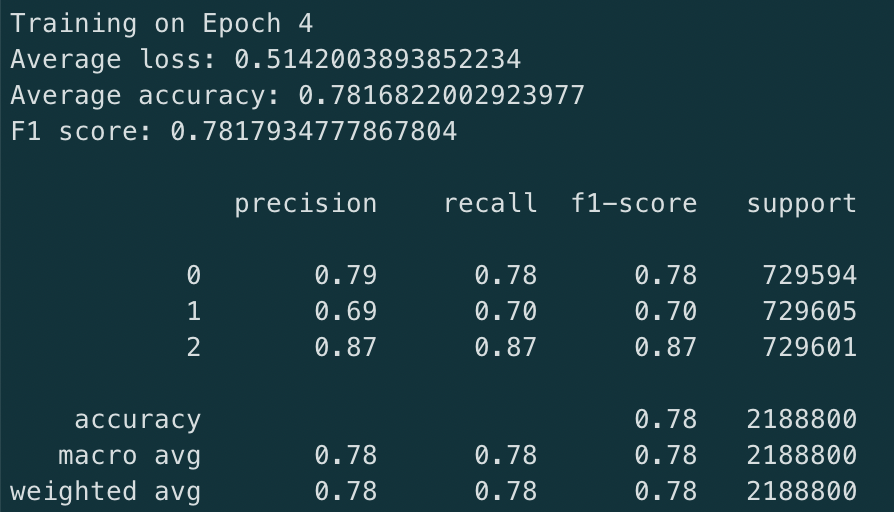 Training on Epoch 4
Average loss: 0.5142003893852234
Average accuracy: 0.7816822002923977
F1 score: 0.7817934777867804
precision recall f1-score support
0 0.79 0.78 0.78 729594
1 0.69 0.70 0.70 729605
2 0.87 0.87 0.87 729601
accuracy 0.78 2188800
macro avg 0.78 0.78 0.78 2188800
weighted avg 0.78 0.78 0.78 2188800